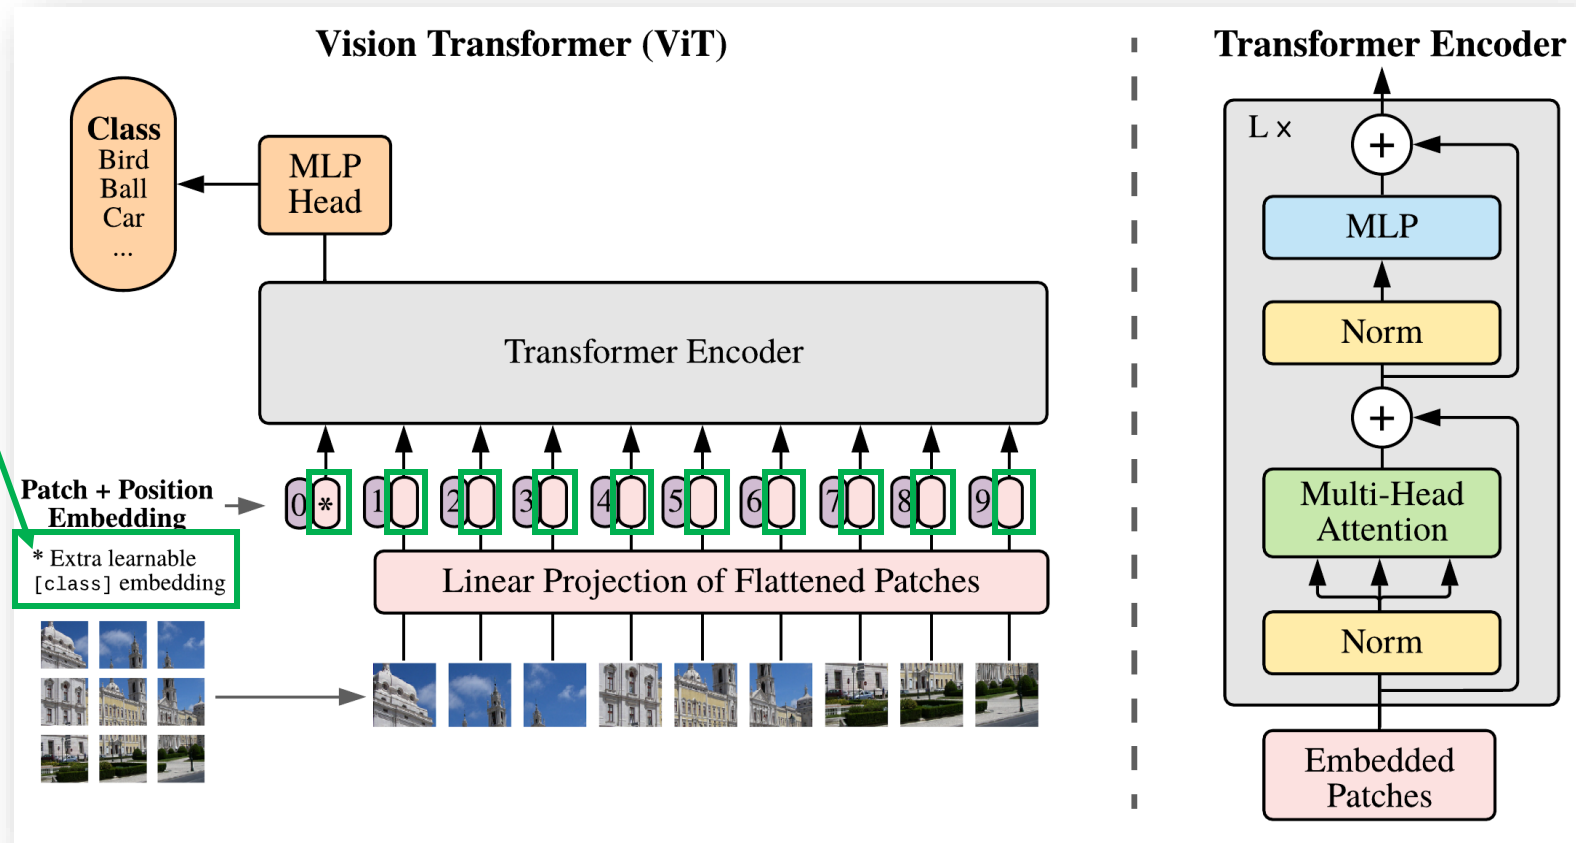 Vision Transformer (ViT)
Class
Bird
Ball
Car
...
MLP
Head
Transformer Encoder
Patch + Position
Embedding
* Extra learnable
[class] embedding
0 * 1 2 3 4 5 6 7 8 9
Linear Projection of Flattened Patches
Transformer Encoder
L ×
+
MLP
Norm
+
Multi-Head
Attention
Norm
Embedded
Patches